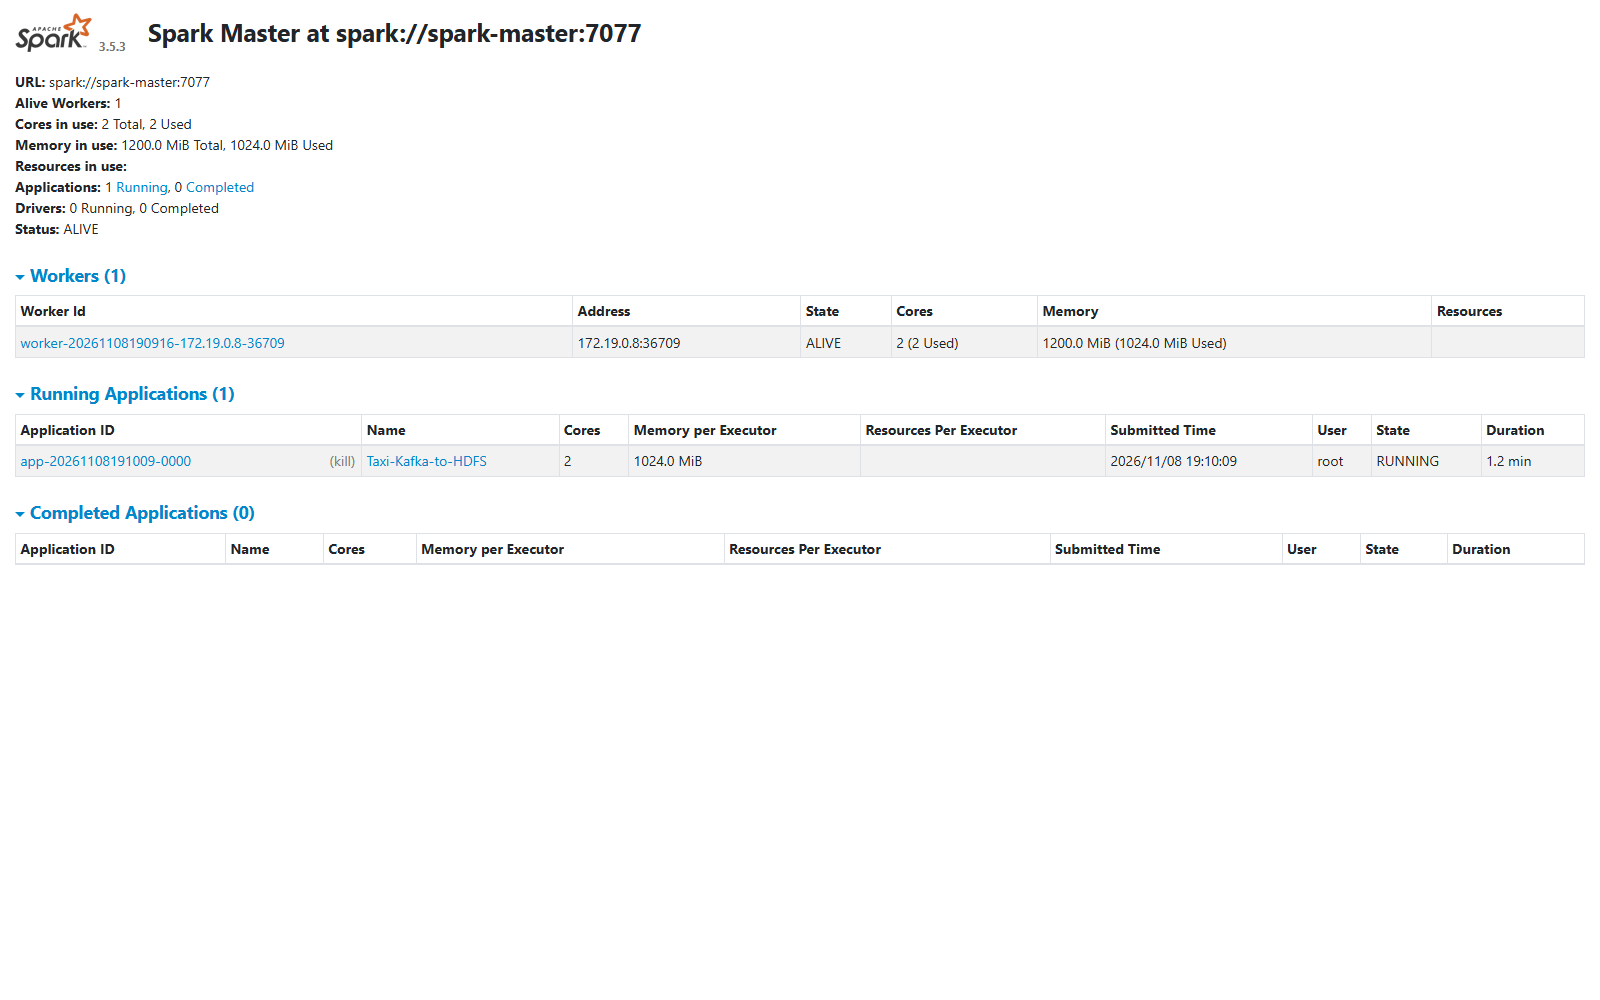 APACHE
Spark 3.5.3 Spark Master at spark://spark-master:7077
URL: spark://spark-master:7077
Alive Workers: 1
Cores in use: 2 Total, 2 Used
Memory in use: 1200.0 MiB Total, 1024.0 MiB Used
Resources in use:
Applications: 1 Running, 0 Completed
Drivers: 0 Running, 0 Completed
Status: ALIVE
Workers (1)
Worker Id Address State Cores Memory Resources
worker-20261108190916-172.19.0.8-36709 172.19.0.8:36709 ALIVE 2 (2 Used) 1200.0 MiB (1024.0 MiB Used)
Running Applications (1)
Application ID Name Cores Memory per Executor Resources Per Executor Submitted Time User State Duration
app-20261108191009-0000 (kill) Taxi-Kafka-to-HDFS 2 1024.0 MiB 2026/11/08 19:10:09 root RUNNING 1.2 min
Completed Applications (0)
Application ID Name Cores Memory per Executor Resources Per Executor Submitted Time User State Duration